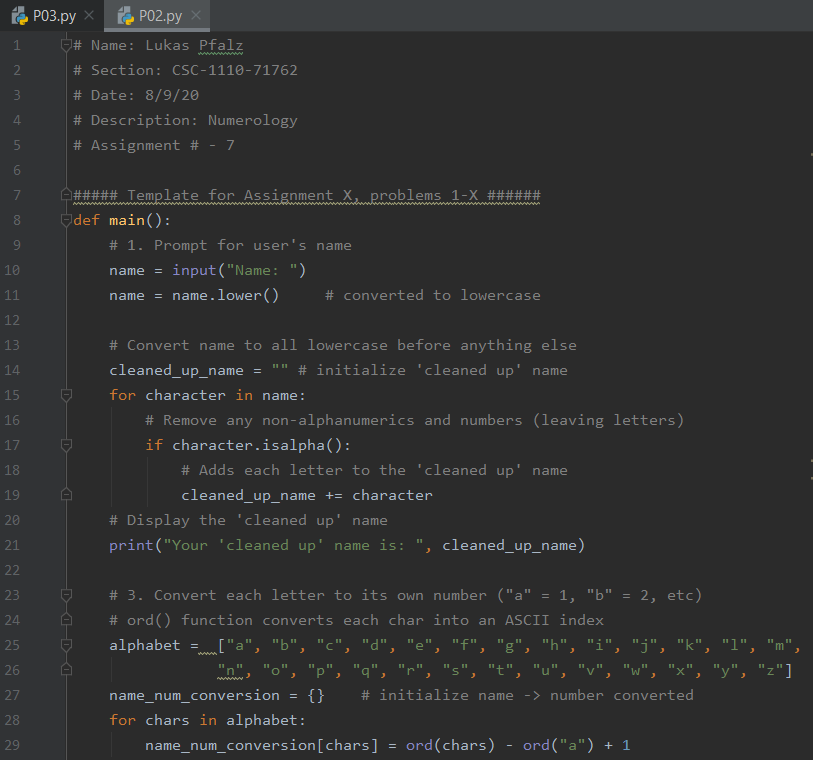 P03.py P02.py
1 # Name: Lukas Pfalz
2 # Section: CSC-1110-71762
3 # Date: 8/9/20
4 # Description: Numerology
5 # Assignment # - 7
6
7 ##### Template for Assignment X, problems 1-X ######
8 def main():
9     # 1. Prompt for user's name
10     name = input("Name: ")
11     name = name.lower()     # converted to lowercase
12
13     # Convert name to all lowercase before anything else
14     cleaned_up_name = "" # initialize 'cleaned up' name
15     for character in name:
16         # Remove any non-alphanumerics and numbers (leaving letters)
17         if character.isalpha():
18             # Adds each letter to the 'cleaned up' name
19             cleaned_up_name += character
20     # Display the 'cleaned up' name
21     print("Your 'cleaned up' name is: ", cleaned_up_name)
22
23     # 3. Convert each letter to its own number ("a" = 1, "b" = 2, etc)
24     # ord() function converts each char into an ASCII index
25     alphabet =  ["a", "b", "c", "d", "e", "f", "g", "h", "i", "j", "k", "l", "m",
26                 "n", "o", "p", "q", "r", "s", "t", "u", "v", "w", "x", "y", "z"]
27     name_num_conversion = {}    # initialize name -> number converted
28     for chars in alphabet:
29         name_num_conversion[chars] = ord(chars) - ord("a") + 1